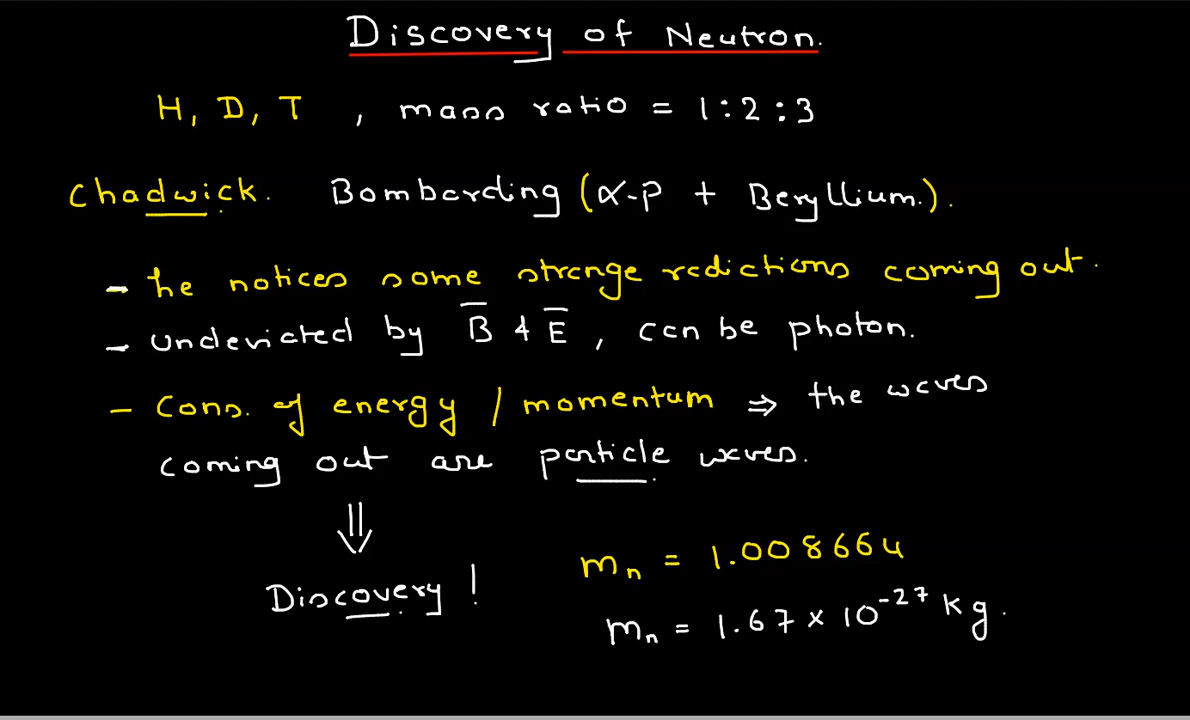 Discovery of Neutron.
H, D, T , mass ratio = 1 : 2 : 3
Chadwick. Bombarding (α-p + Beryllium.).
- he notices some strange radiations coming out.
- undeviated by B̅ & E̅ , can be photon.
- Cons. of energy / momentum ⇒ the waves
coming out are particle waves.
⇓
Discovery !
mₙ = 1.008664
mₙ = 1.67 × 10⁻²⁷ kg.